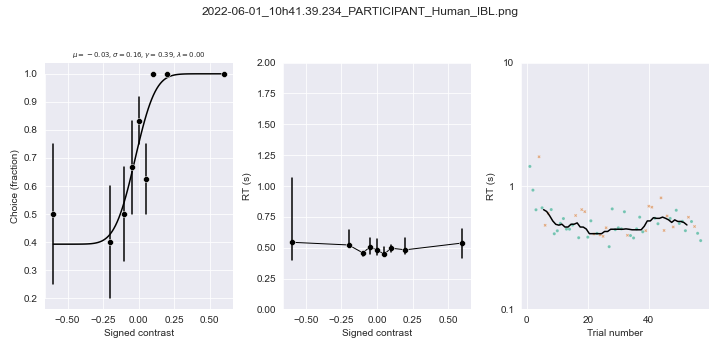 2022-06-01_10h41.39.234_PARTICIPANT_Human_IBL.png
μ = −0.03, σ = 0.16, γ = 0.39, λ = 0.00
Choice (fraction)
1.0
0.9
0.8
0.7
0.6
0.5
0.4
0.3
0.2
−0.50 −0.25 0.00 0.25 0.50
Signed contrast
RT (s)
2.00
1.75
1.50
1.25
1.00
0.75
0.50
0.25
0.00
−0.50 −0.25 0.00 0.25 0.50
Signed contrast
RT (s)
10
1
0.1
0 20 40
Trial number